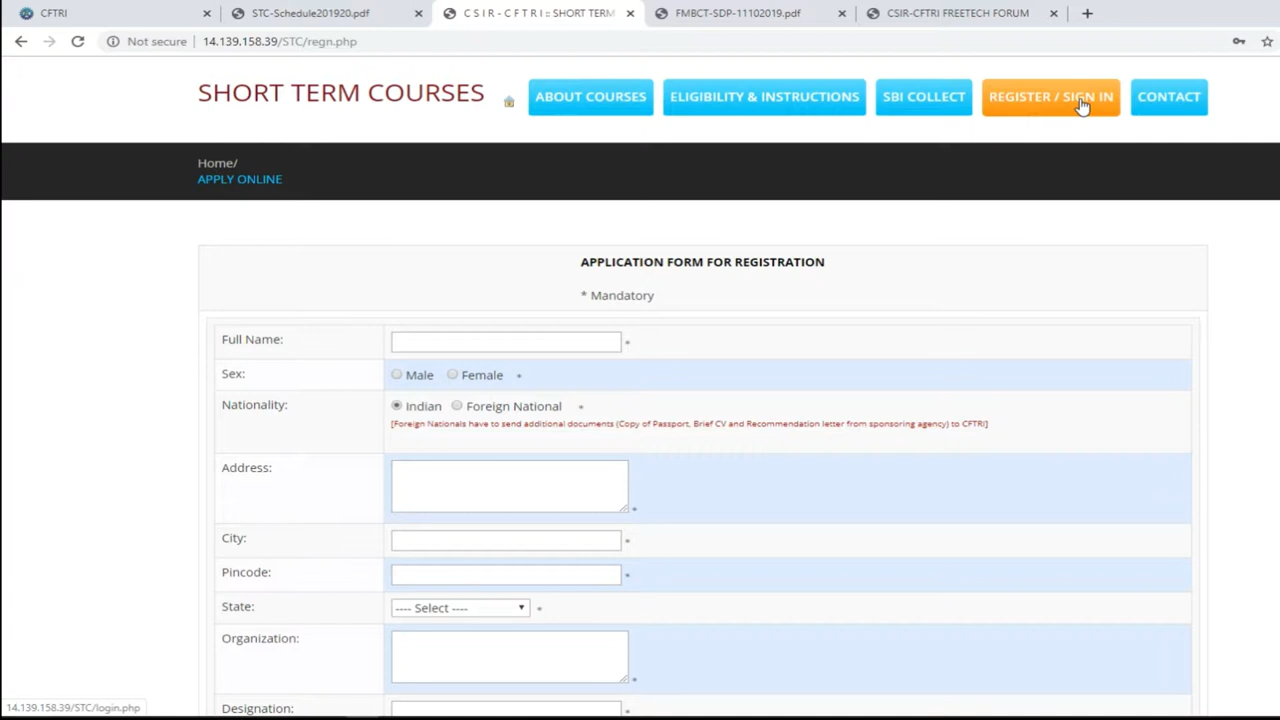 CFTRI
STC-Schedule201920.pdf
C S I R - C F T R I :: SHORT TERM
FMBCT-SDP-11102019.pdf
CSIR-CFTRI FREETECH FORUM
Not secure
14.139.158.39/STC/regn.php
SHORT TERM COURSES
ABOUT COURSES
ELIGIBILITY & INSTRUCTIONS
SBI COLLECT
REGISTER / SIGN IN
CONTACT
Home/
APPLY ONLINE
APPLICATION FORM FOR REGISTRATION
* Mandatory
Full Name: *
Sex: Male Female *
Nationality: Indian Foreign National *
[Foreign Nationals have to send additional documents (Copy of Passport, Brief CV and Recommendation letter from sponsoring agency) to CFTRI]
Address: *
City: *
Pincode: *
State: ---- Select ---- *
Organization: *
Designation: *
14.139.158.39/STC/login.php